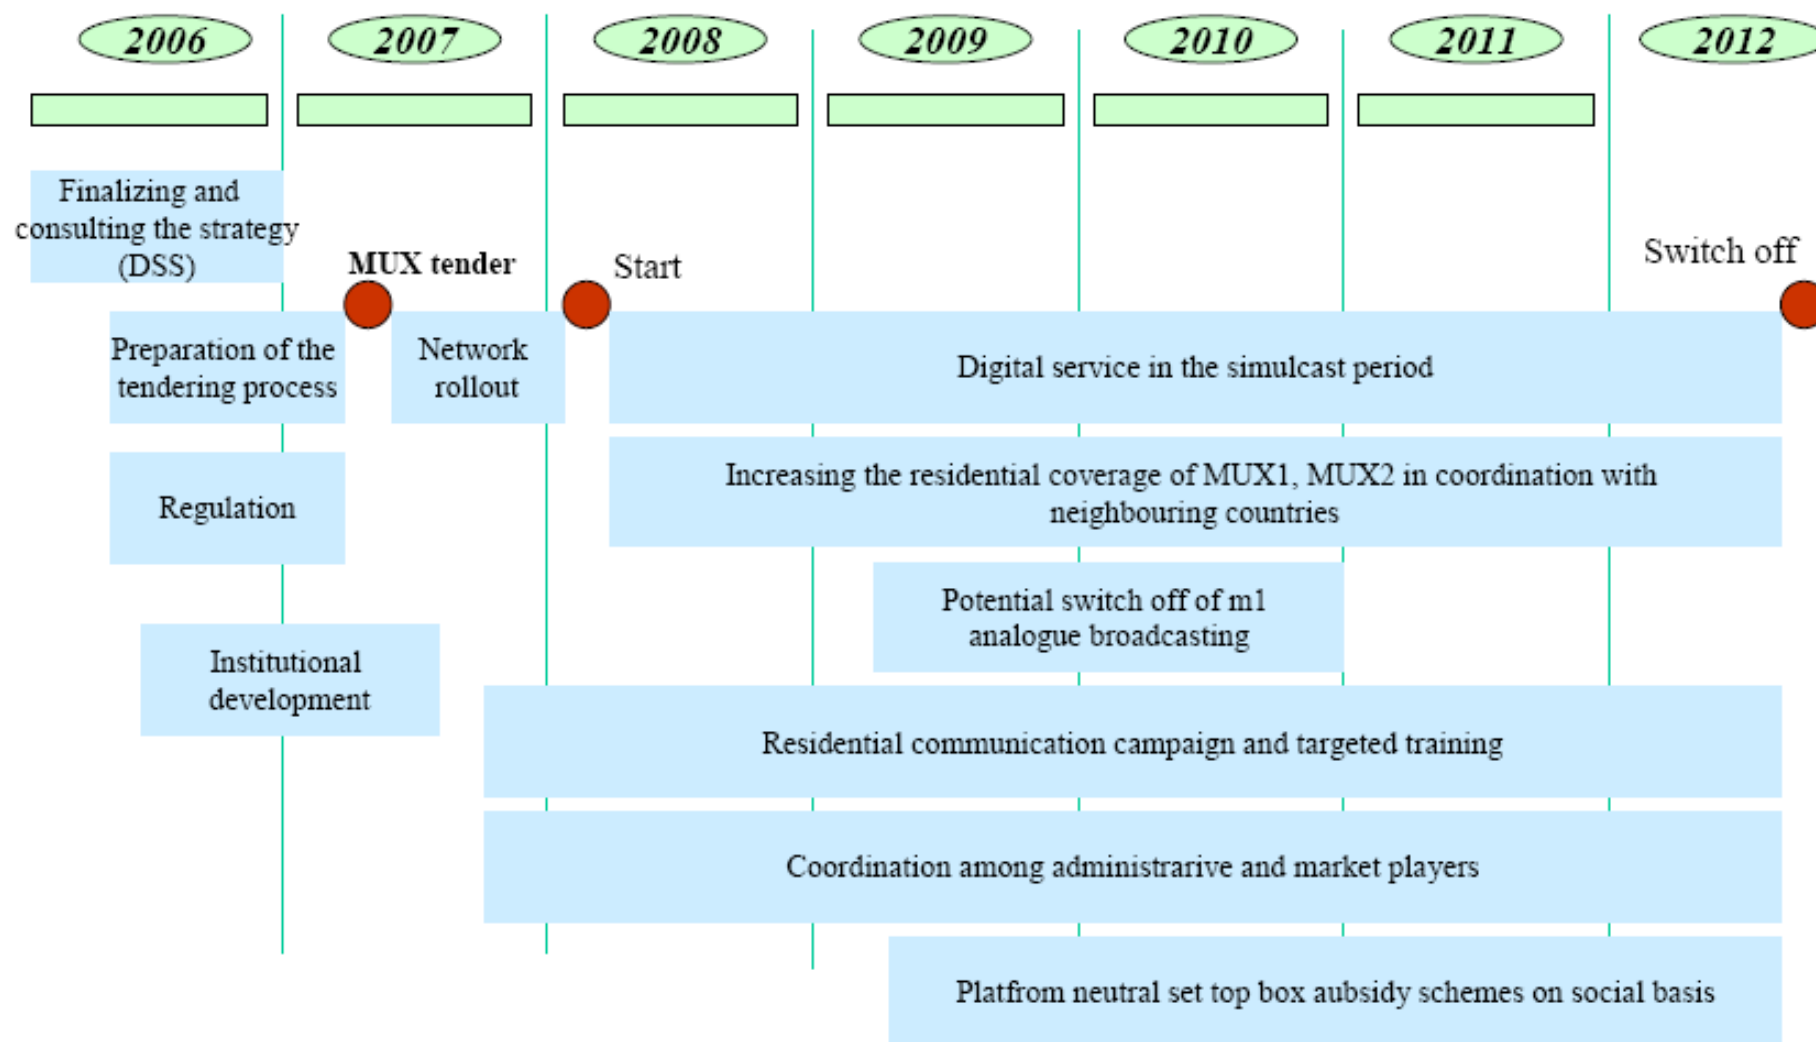 2006
2007
2008
2009
2010
2011
2012
Finalizing and
consulting the strategy
(DSS)
MUX tender
Start
Switch off
Preparation of the
tendering process
Network
rollout
Digital service in the simulcast period
Increasing the residential coverage of MUX1, MUX2 in coordination with
neighbouring countries
Regulation
Potential switch off of m1
analogue broadcasting
Institutional
development
Residential communication campaign and targeted training
Coordination among administrarive and market players
Platfrom neutral set top box aubsidy schemes on social basis